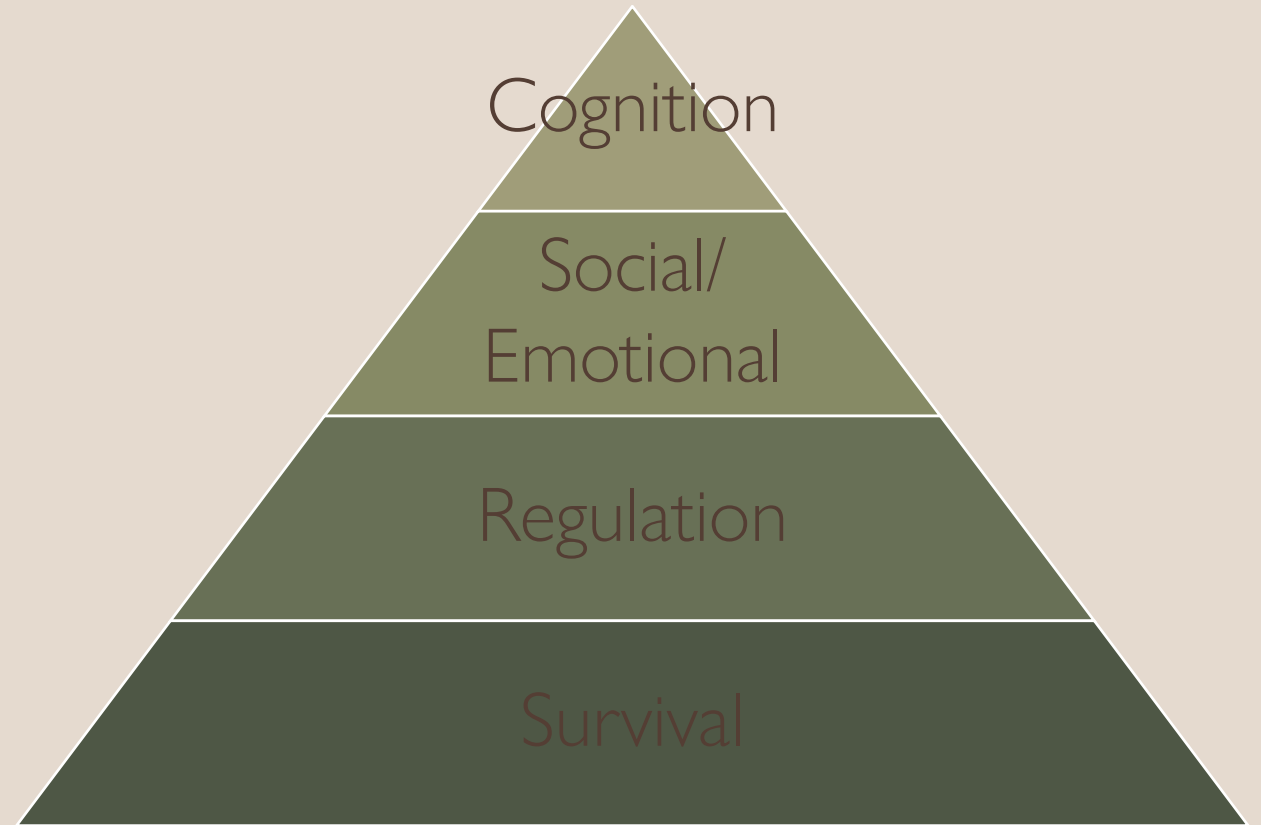 Cognition
Social/
Emotional
Regulation
Survival